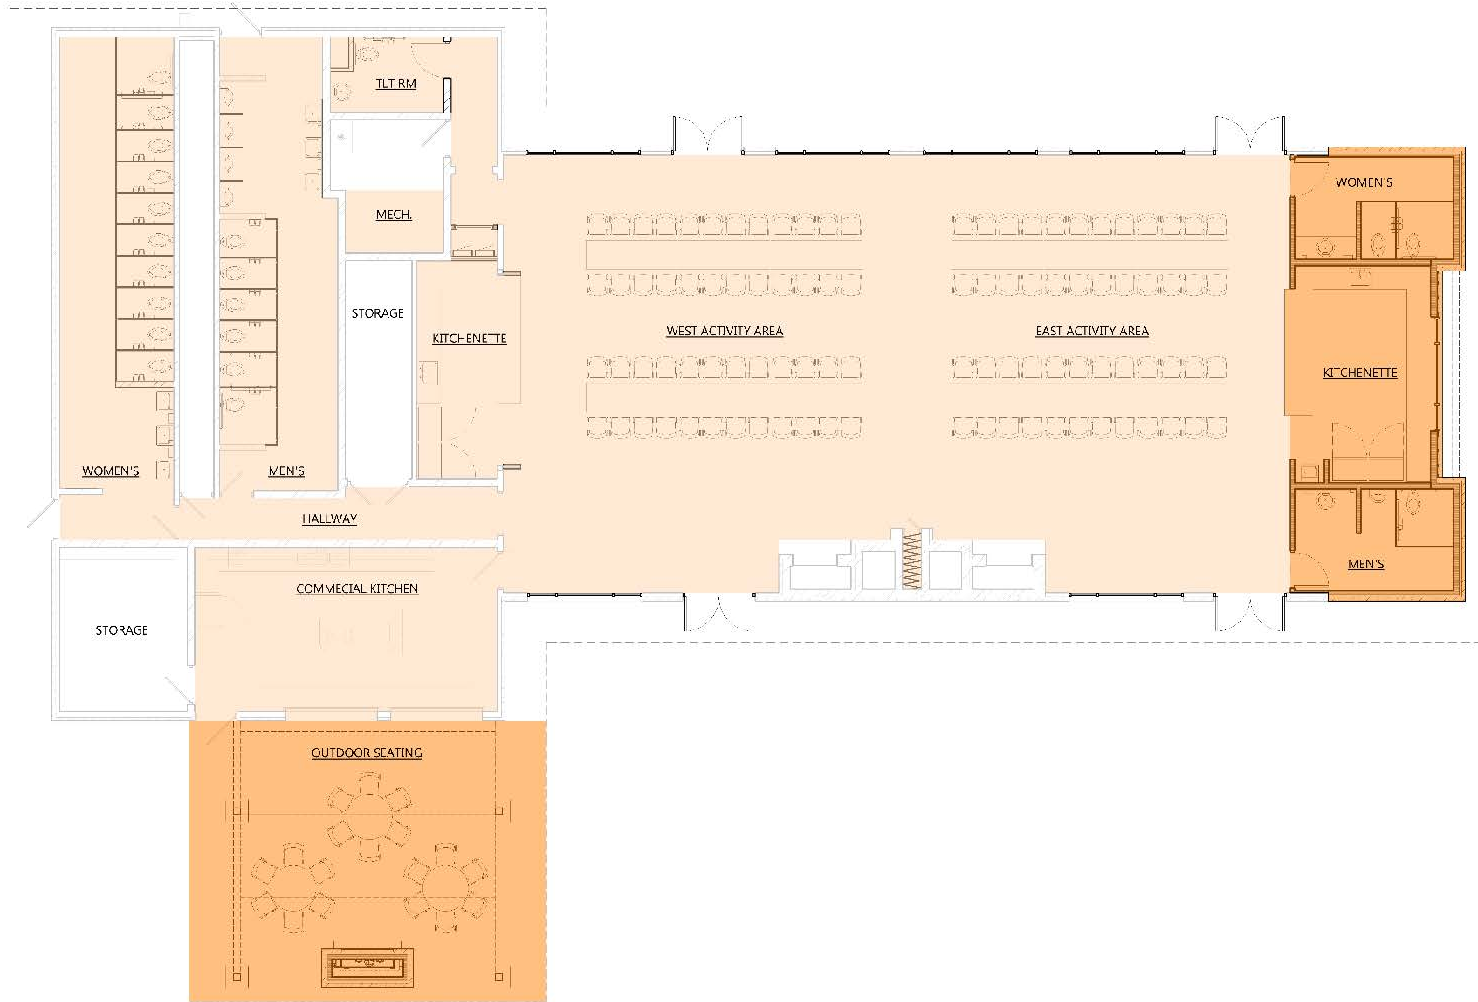 TLT RM
WOMEN'S
MECH.
STORAGE
KITCHENETTE
WEST ACTIVITY AREA
EAST ACTIVITY AREA
KITCHENETTE
WOMEN'S
MEN'S
HALLWAY
MEN'S
COMMECIAL KITCHEN
STORAGE
OUTDOOR SEATING